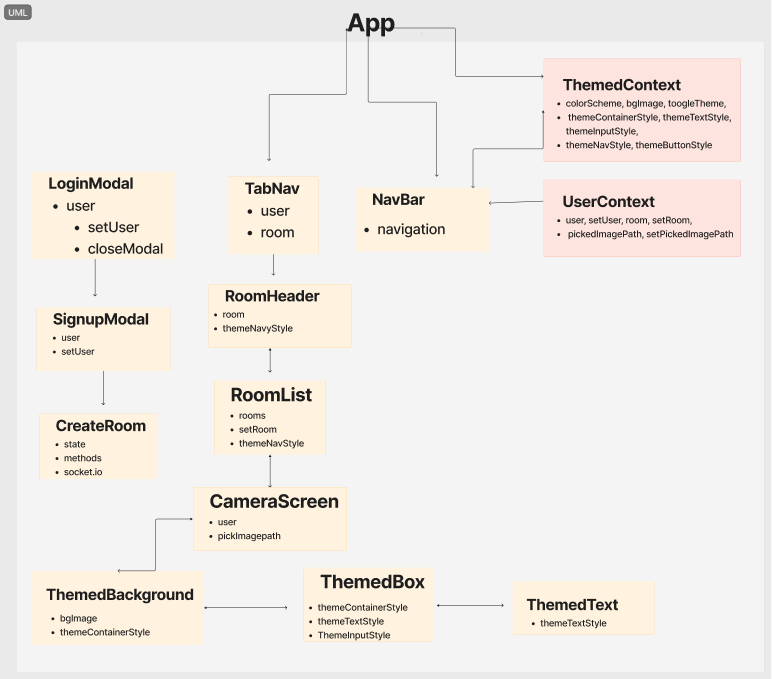 UML
App
ThemedContext
• colorScheme, bgImage, toogleTheme,
• themeContainerStyle, themeTextStyle,
themeInputStyle,
• themeNavStyle, themeButtonStyle
LoginModal
• user
• setUser
• closeModal
TabNav
• user
• room
NavBar
• navigation
UserContext
• user, setUser, room, setRoom,
• pickedImagePath, setPickedImagePath
RoomHeader
• room
• themeNavyStyle
SignupModal
• user
• setUser
RoomList
• rooms
• setRoom
• themeNavStyle
CreateRoom
• state
• methods
• socket.io
CameraScreen
• user
• pickImagepath
ThemedBackground
• bgImage
• themeContainerStyle
ThemedBox
• themeContainerStyle
• themeTextStyle
• ThemeInputStyle
ThemedText
• themeTextStyle